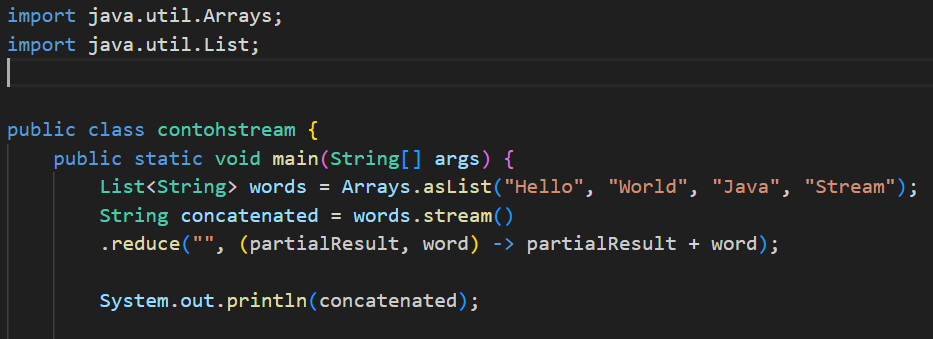 import java.util.Arrays;
import java.util.List;
public class contohstream {
public static void main(String[] args) {
List<String> words = Arrays.asList("Hello", "World", "Java", "Stream");
String concatenated = words.stream()
.reduce("", (partialResult, word) -> partialResult + word);
System.out.println(concatenated);